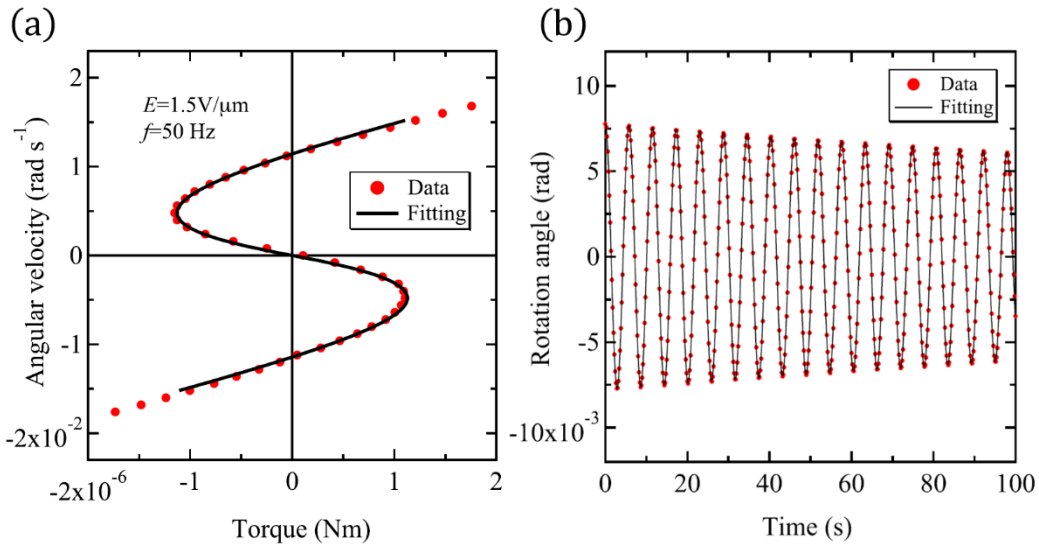 (a)
2
1
0
-1
-2x10⁻²
Angular velocity (rad s⁻¹)
E=1.5V/μm
f=50 Hz
Data
Fitting
-2x10⁻⁶
-1
0
1
2
Torque (Nm)
(b)
10
5
0
-5
-10x10⁻³
Rotation angle (rad)
Data
Fitting
0
20
40
60
80
100
Time (s)